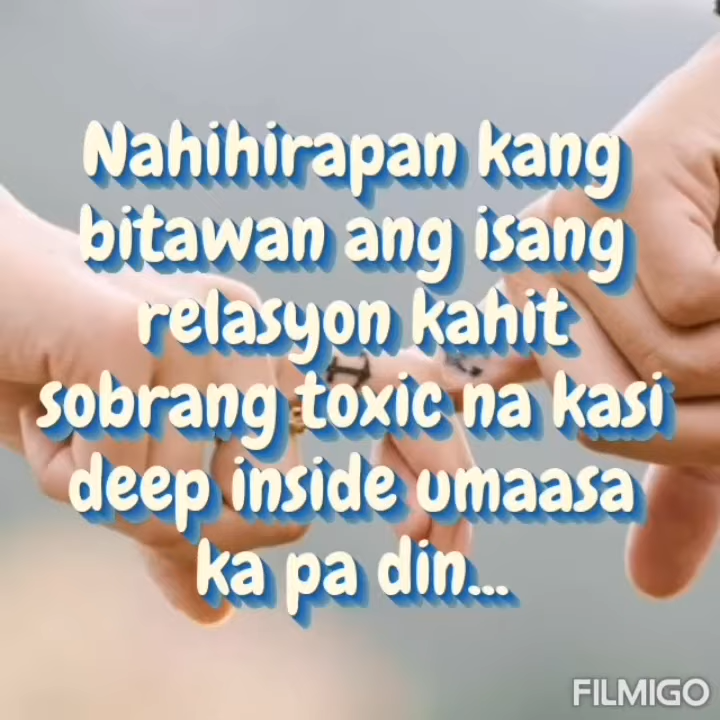 Nahihirapan kang
bitawan ang isang
relasyon kahit
sobrang toxic na kasi
deep inside umaasa
ka pa din...
FILMIGO